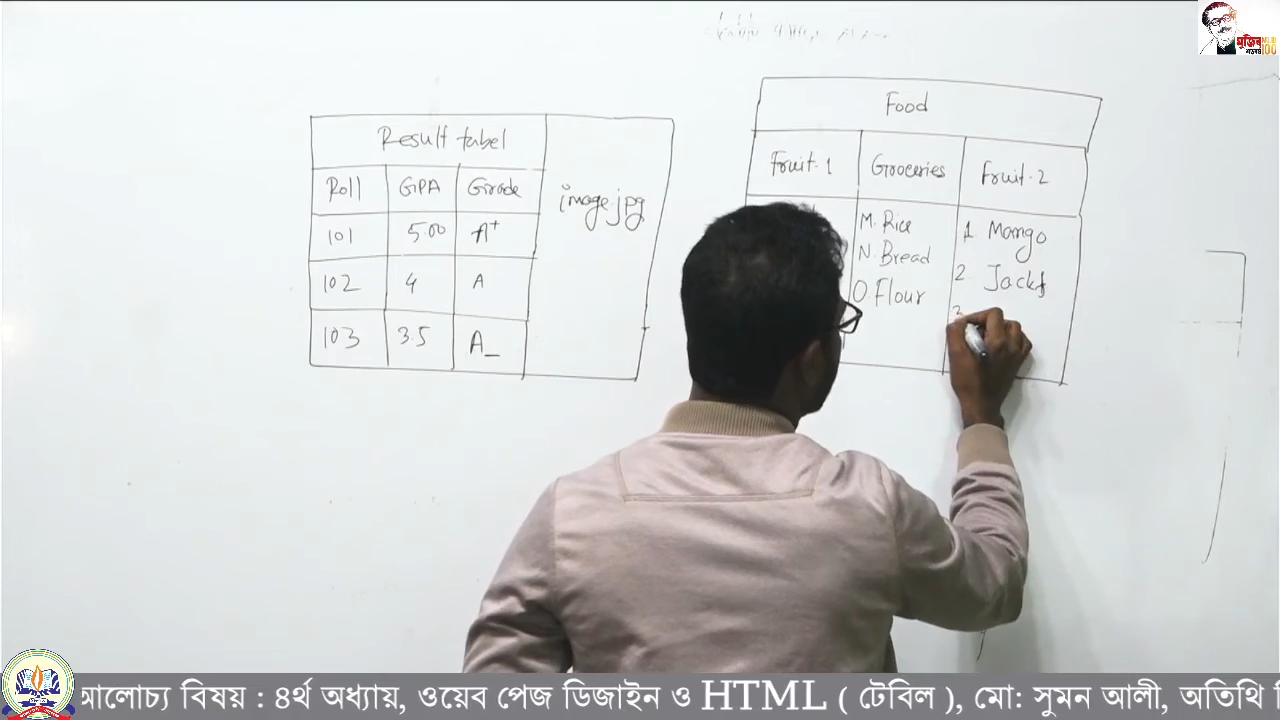 Result tabel
Roll GPA Grade image.jpg
101 5.00 A+
102 4 A
103 3.5 A_
Food
Fruit-1 Groceries Fruit-2
M. Rice 1. Mango
N. Bread 2 Jackf
O Flour 3
মুজিব
100
আলোচ্য বিষয় : ৪র্থ অধ্যায়, ওয়েব পেজ ডিজাইন ও HTML ( টেবিল ), মো: সুমন আলী, অতিথি